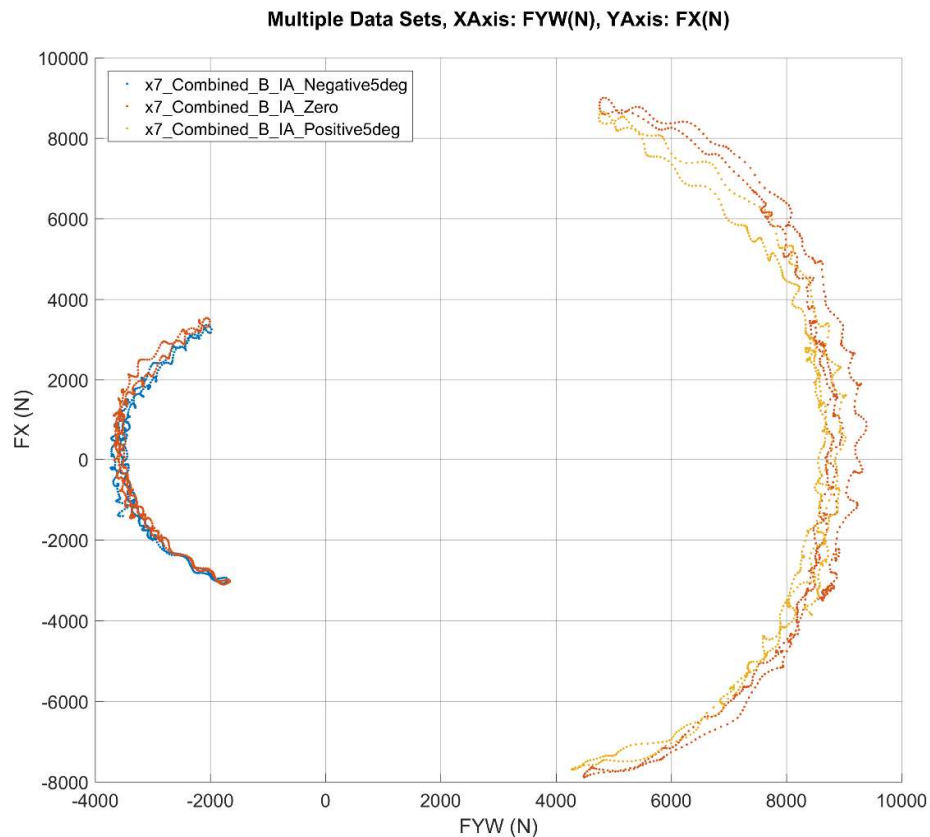 Multiple Data Sets, XAxis: FYW(N), YAxis: FX(N)
x7_Combined_B_IA_Negative5deg
x7_Combined_B_IA_Zero
x7_Combined_B_IA_Positive5deg
10000
8000
6000
4000
2000
0
-2000
-4000
-6000
-8000
FX (N)
-4000 -2000 0 2000 4000 6000 8000 10000
FYW (N)